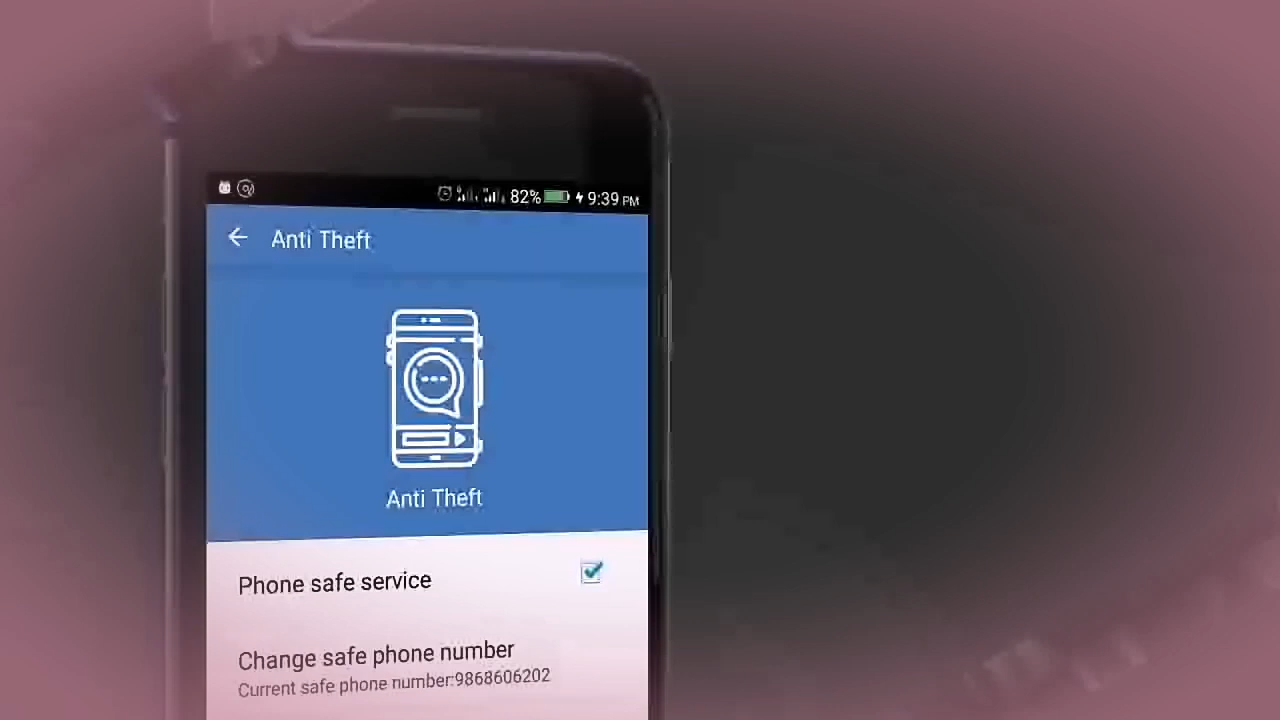 82% 9:39 PM
Anti Theft
Anti Theft
Phone safe service
Change safe phone number
Current safe phone number:9868606202